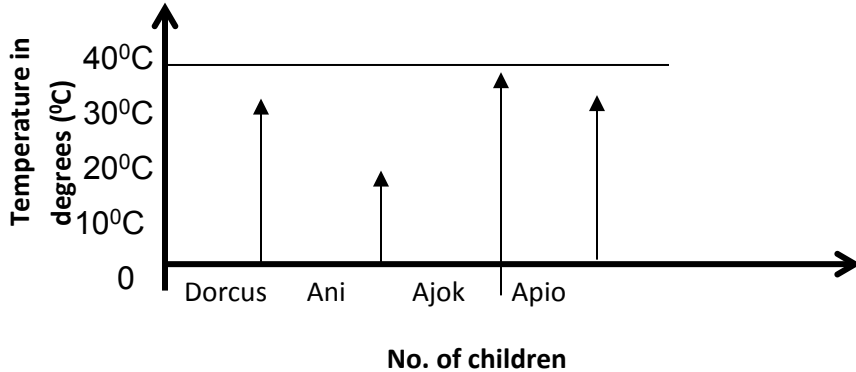 Temperature in
degrees (⁰C)
40⁰C
30⁰C
20⁰C
10⁰C
0
Dorcus Ani Ajok Apio
No. of children